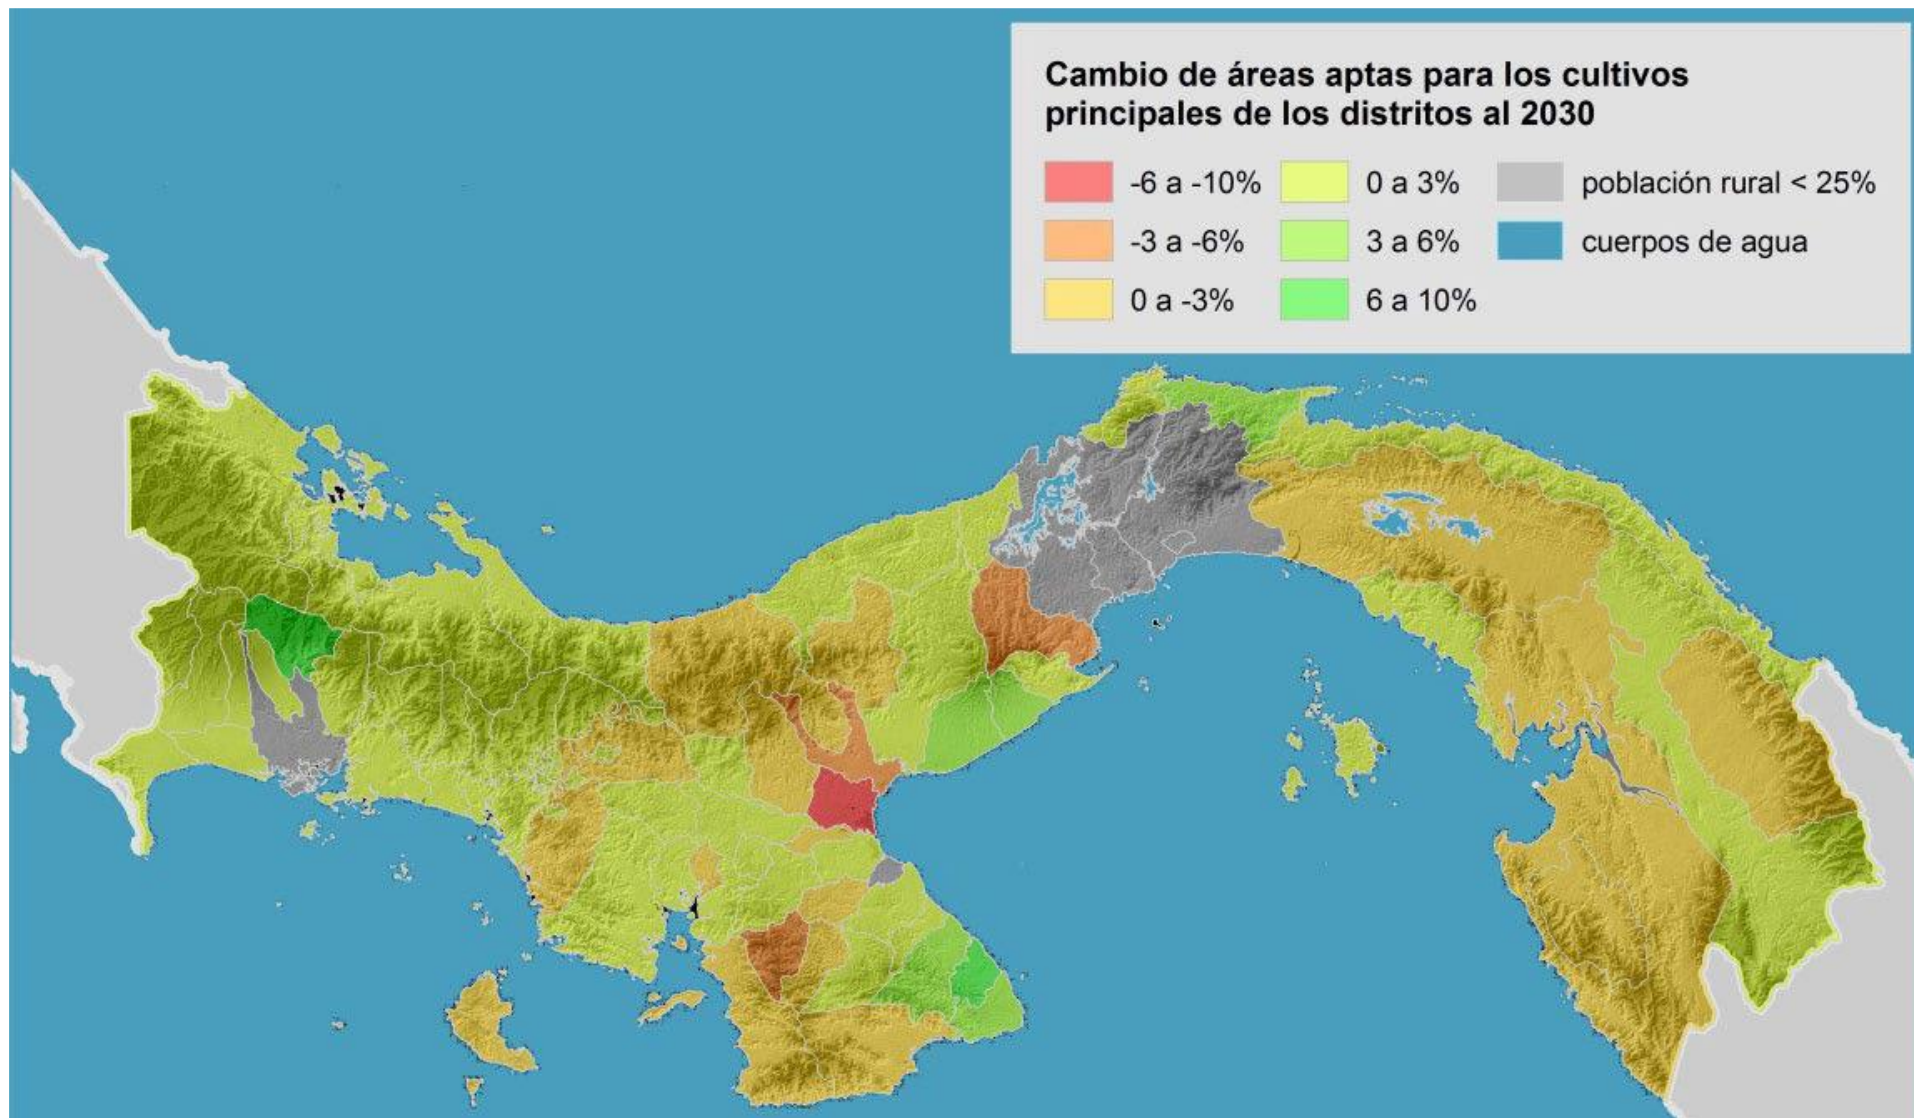 Cambio de áreas aptas para los cultivos
principales de los distritos al 2030
-6 a -10%
0 a 3%
población rural < 25%
-3 a -6%
3 a 6%
cuerpos de agua
0 a -3%
6 a 10%